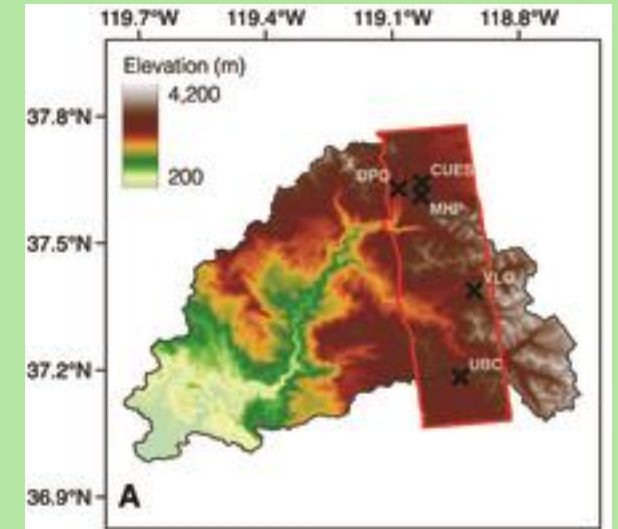 119.7°W 119.4°W 119.1°W 118.8°W
Elevation (m)
4,200
200
37.8°N
37.5°N
37.2°N
36.9°N
DPO
CUES
MHP
VLC
UBC
A